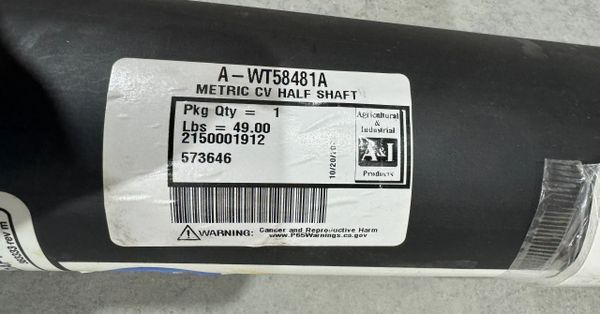 A-WT58481A
METRIC CV HALF SHAFT
Pkg Qty = 1
Lbs = 49.00
2150001912
573646
Agricultural
&
Industrial
A&I
Products
WARNING: Cancer and Reproductive Harm
www.P65Warnings.ca.gov